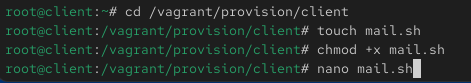 root@client:~# cd /vagrant/provision/client
root@client:/vagrant/provision/client# touch mail.sh
root@client:/vagrant/provision/client# chmod +x mail.sh
root@client:/vagrant/provision/client# nano mail.sh